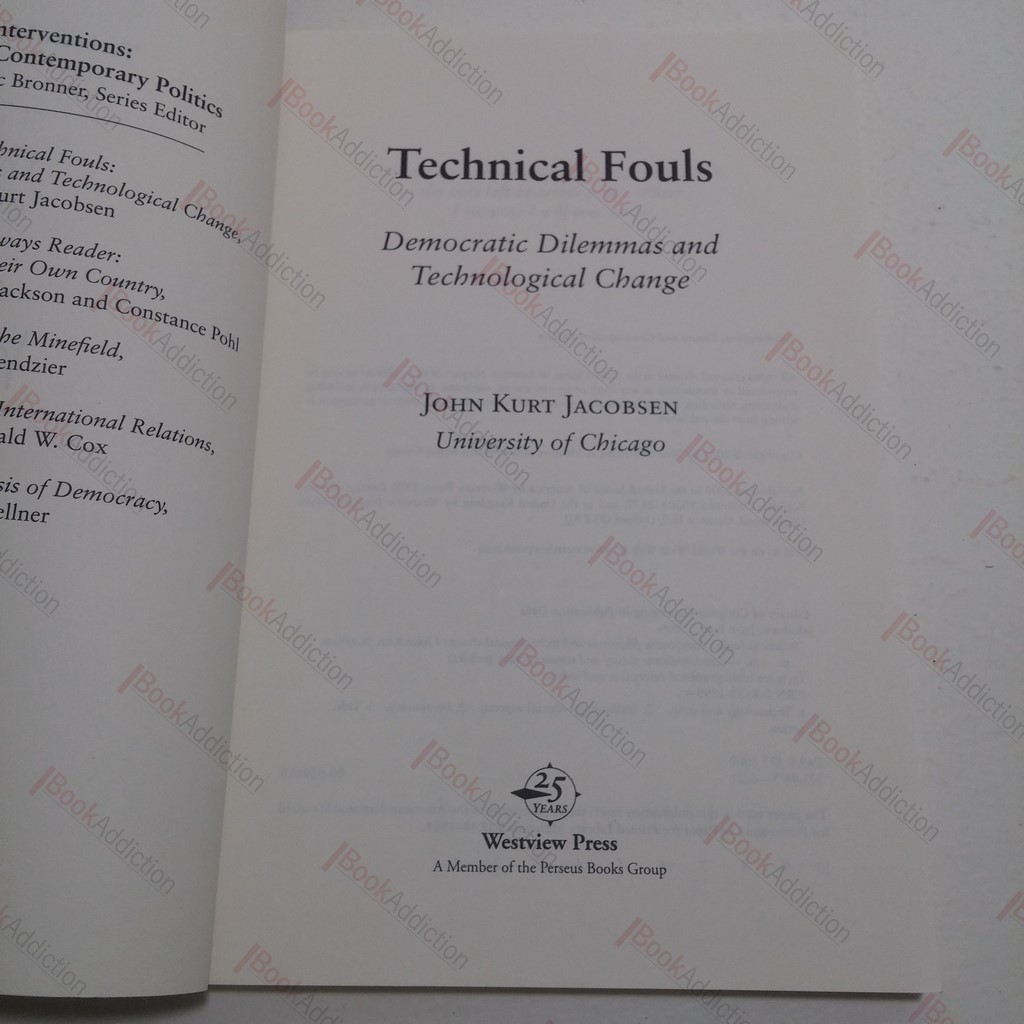 nterventions:
Contemporary Politics
c Bronner, Series Editor
hnical Fouls:
s and Technological Change,
urt Jacobsen
ways Reader:
eir Own Country,
ackson and Constance Pohl
he Minefield,
endzier
International Relations,
ald W. Cox
sis of Democracy,
ellner
Technical Fouls
Democratic Dilemmas and
Technological Change
JOHN KURT JACOBSEN
University of Chicago
25
YEARS
Westview Press
A Member of the Perseus Books Group
BookAddiction